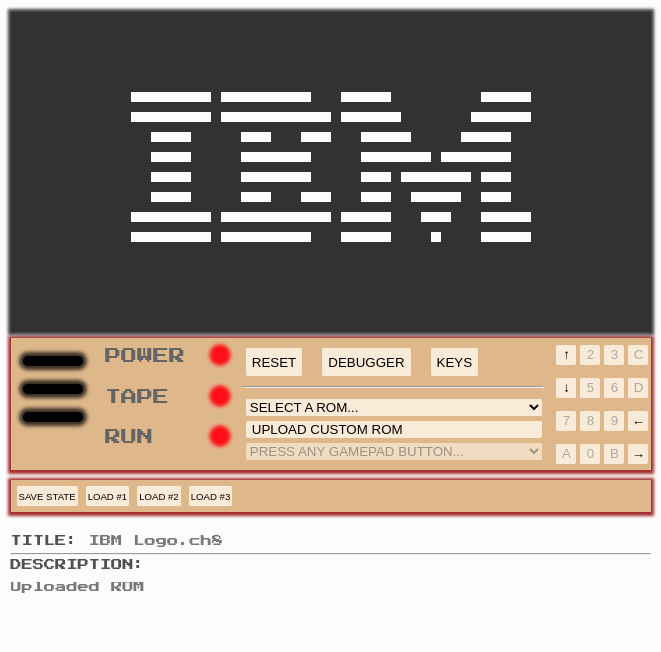 IBM
POWER
TAPE
RUN
RESET DEBUGGER KEYS
SELECT A ROM...
UPLOAD CUSTOM ROM
PRESS ANY GAMEPAD BUTTON...
↑ 2 3 C
↓ 5 6 D
7 8 9 ←
A 0 B →
SAVE STATE LOAD #1 LOAD #2 LOAD #3
TITLE: IBM Logo.ch8
DESCRIPTION:
Uploaded ROM